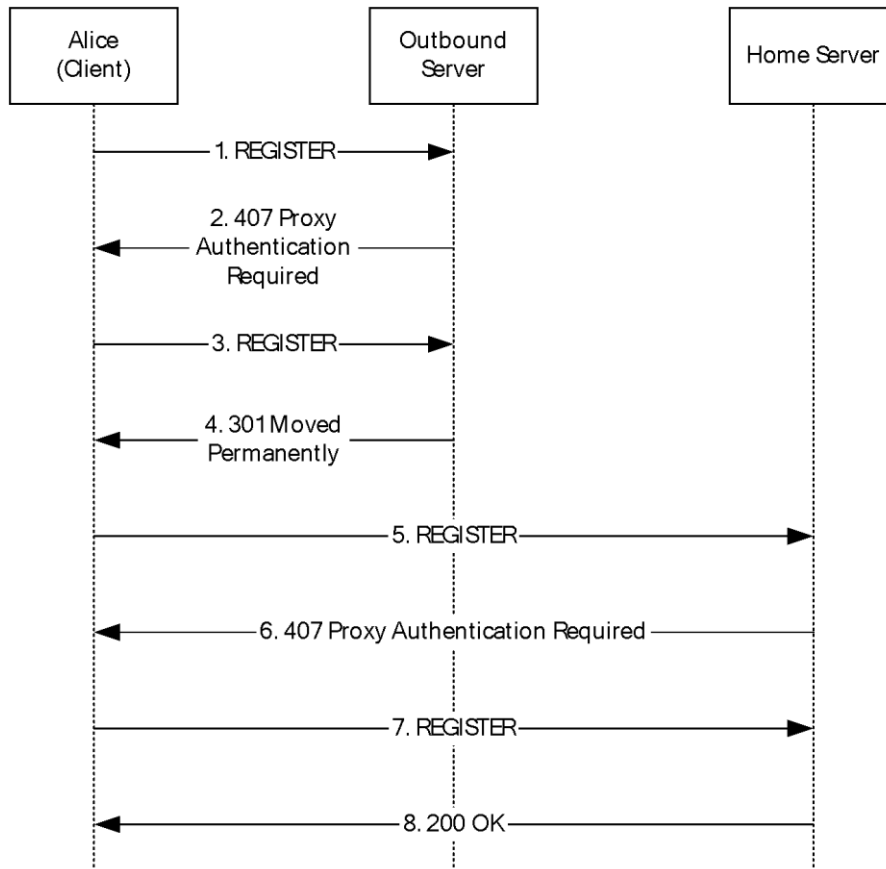 Alice
(Client)
Outbound
Server
Home Server
1. REGISTER
2. 407 Proxy
Authentication
Required
3. REGISTER
4. 301 Moved
Permanently
5. REGISTER
6. 407 Proxy Authentication Required
7. REGISTER
8. 200 OK